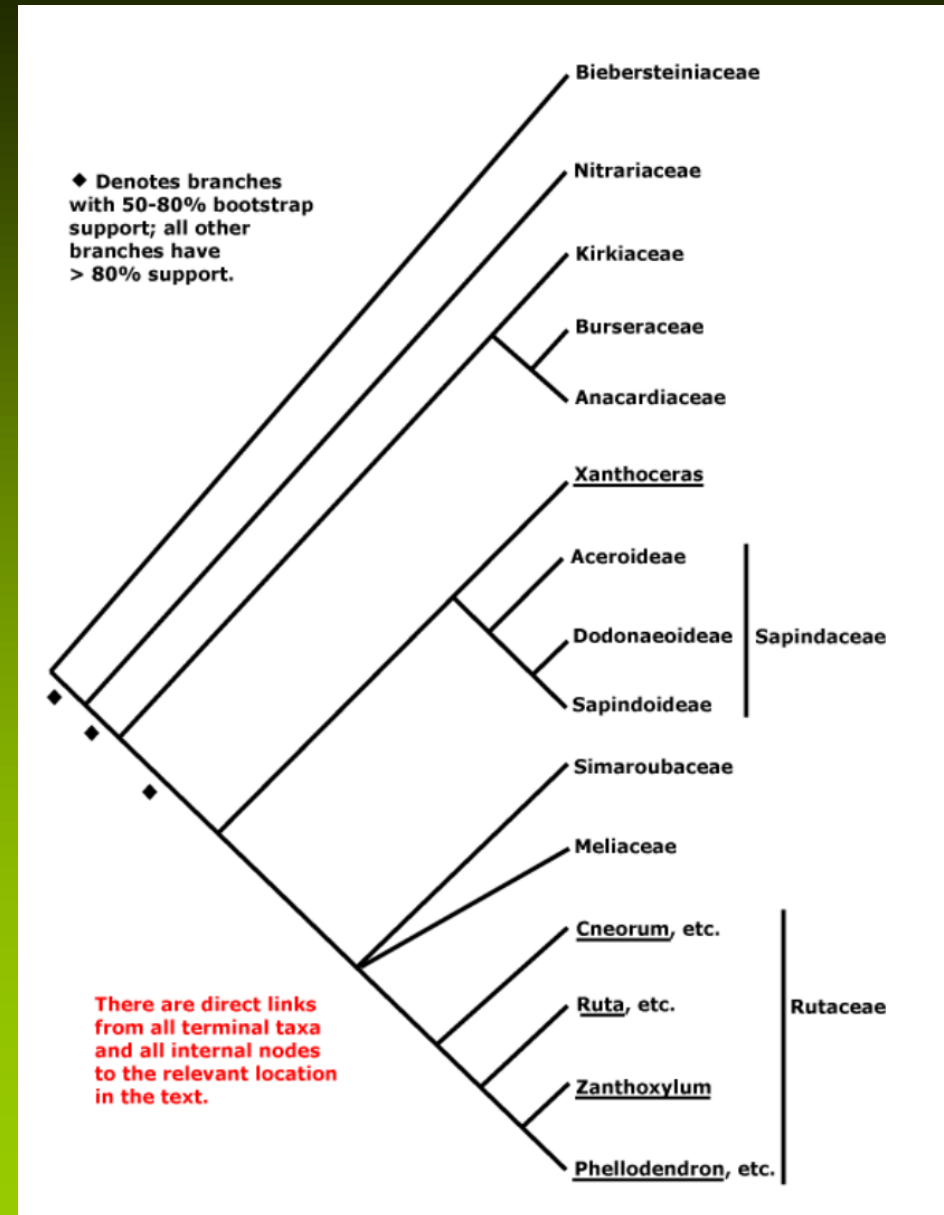 Biebersteiniaceae
Nitrariaceae
◆ Denotes branches
with 50-80% bootstrap
support; all other
branches have
> 80% support.
Kirkiaceae
Burseraceae
Anacardiaceae
Xanthoceras
Aceroideae
Dodonaeoideae
Sapindaceae
Sapindoideae
Simaroubaceae
Meliaceae
Cneorum, etc.
Ruta, etc.
Rutaceae
Zanthoxylum
Phellodendron, etc.
There are direct links
from all terminal taxa
and all internal nodes
to the relevant location
in the text.